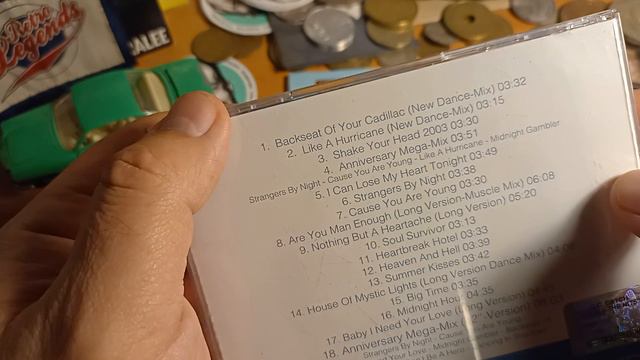 Retro
Legends
ALEE
1. Backseat Of Your Cadillac (New Dance-Mix) 03:32
2. Like A Hurricane (New Dance-Mix) 03:15
3. Shake Your Head 2003 03.30
4. Anniversary Mega-Mix 03:51
Strangers By Night - Cause You Are Young - Like A Hurricane - Midnight Gambler
5. I Can Lose My Heart Tonight 03:49
6. Strangers By Night 03:38
7. Cause You Are Young 03:30
8. Are You Man Enough (Long Version-Muscle Mix) 06:08
9. Nothing But A Heartache (Long Version) 05:20
10. Soul Survivor 03:13
11. Heartbreak Hotel 03:33
12. Heaven And Hell 03:39
13. Summer Kisses 03:42
14. House Of Mystic Lights (Long Version Dance Mix)
15. Big Time 03:35
16. Midnight Hour 04:35
17. Baby I Need Your Love (Long Version)
18. Anniversary Mega-Mix